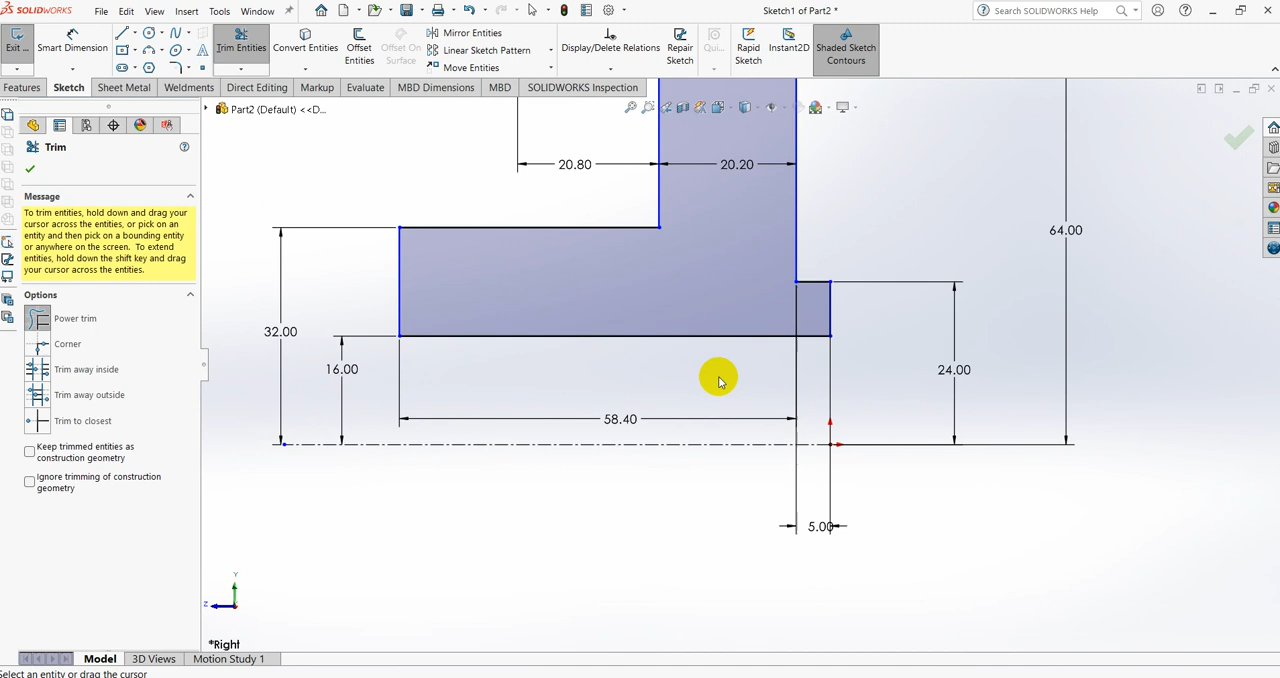 SOLIDWORKS File Edit View Insert Tools Window Sketch1 of Part2 * Search SOLIDWORKS Help
Exit ... Smart Dimension Trim Entities Convert Entities Offset Entities Offset On Surface Mirror Entities Linear Sketch Pattern Move Entities Display/Delete Relations Repair Sketch Qui... Rapid Sketch Instant2D Shaded Sketch Contours
Features Sketch Sheet Metal Weldments Direct Editing Markup Evaluate MBD Dimensions MBD SOLIDWORKS Inspection
Part2 (Default) <<D...
Trim
Message
To trim entities, hold down and drag your
cursor across the entities, or pick on an
entity and then pick on a bounding entity
or anywhere on the screen. To extend
entities, hold down the shift key and drag
your cursor across the entities.
Options
Power trim
Corner
Trim away inside
Trim away outside
Trim to closest
Keep trimmed entities as
construction geometry
Ignore trimming of construction
geometry
20.80
20.20
64.00
32.00
16.00
24.00
58.40
5.00
Y
Z
*Right
Model 3D Views Motion Study 1
Select an entity or drag the cursor